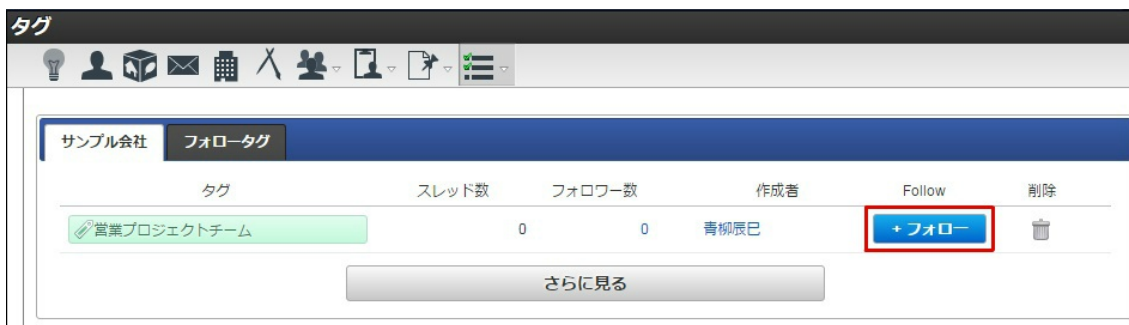 タグ
サンプル会社 フォロータグ
タグ スレッド数 フォロワー数 作成者 Follow 削除
営業プロジェクトチーム 0 0 青柳辰巳 + フォロー
さらに見る